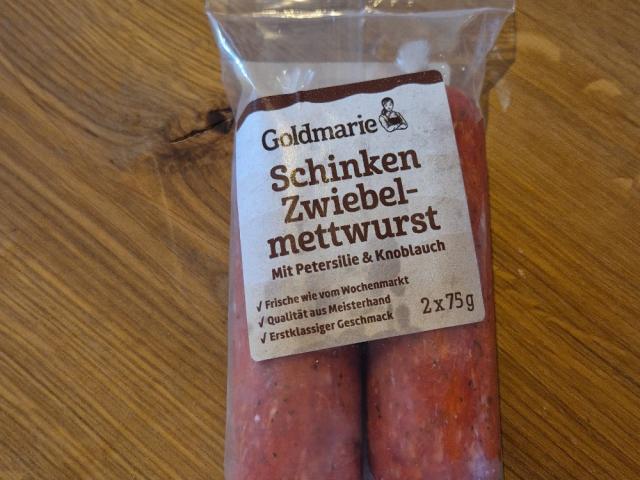 Goldmarie
Schinken
Zwiebel-
mettwurst
Mit Petersilie & Knoblauch
✓ Frische wie vom Wochenmarkt
✓ Qualität aus Meisterhand
✓ Erstklassiger Geschmack
2 x 75 g